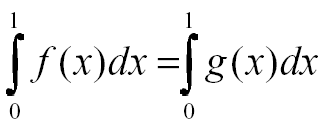 ∫₀¹ f(x)dx = ∫₀¹ g(x)dx